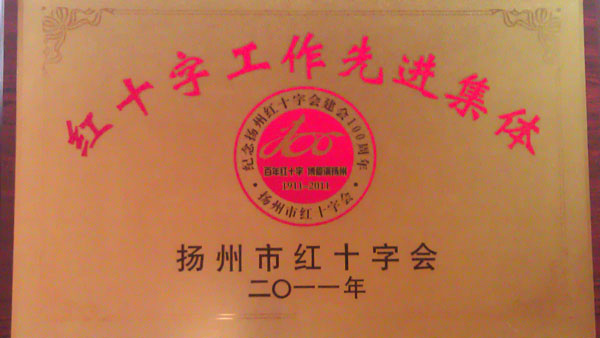 红十字工作先进集体
纪念扬州红十字会建会100周年
100
百年红十字 博爱满扬州
1911-2011
·扬州市红十字会·
扬州市红十字会
二〇一一年